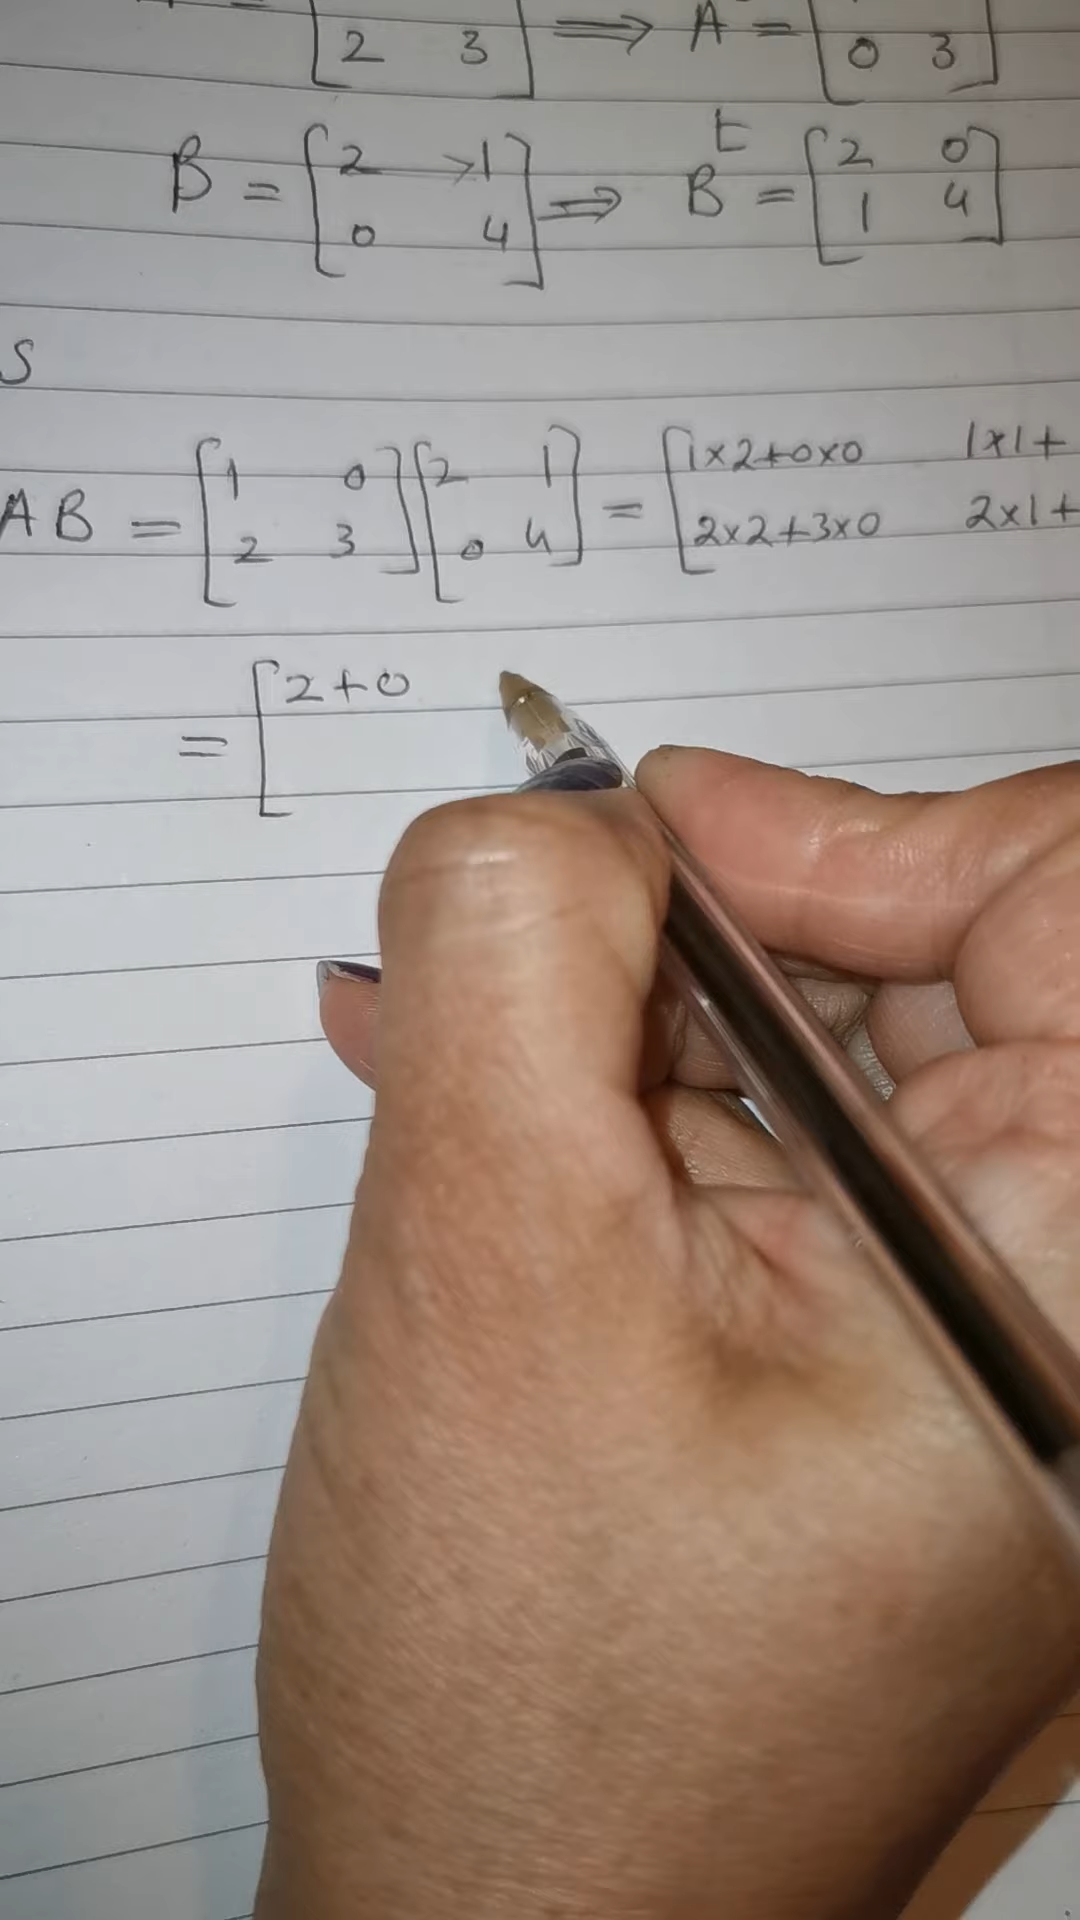 = [2 3] ⟹ A = [0 3]
t
B = [2 1 ⟹ B = [2 0
0 4] 1 4]
S
AB = [1 0 [2 1 = [1×2+0×0 1×1+
2 3] 0 4] 2×2+3×0 2×1+
= [2+0